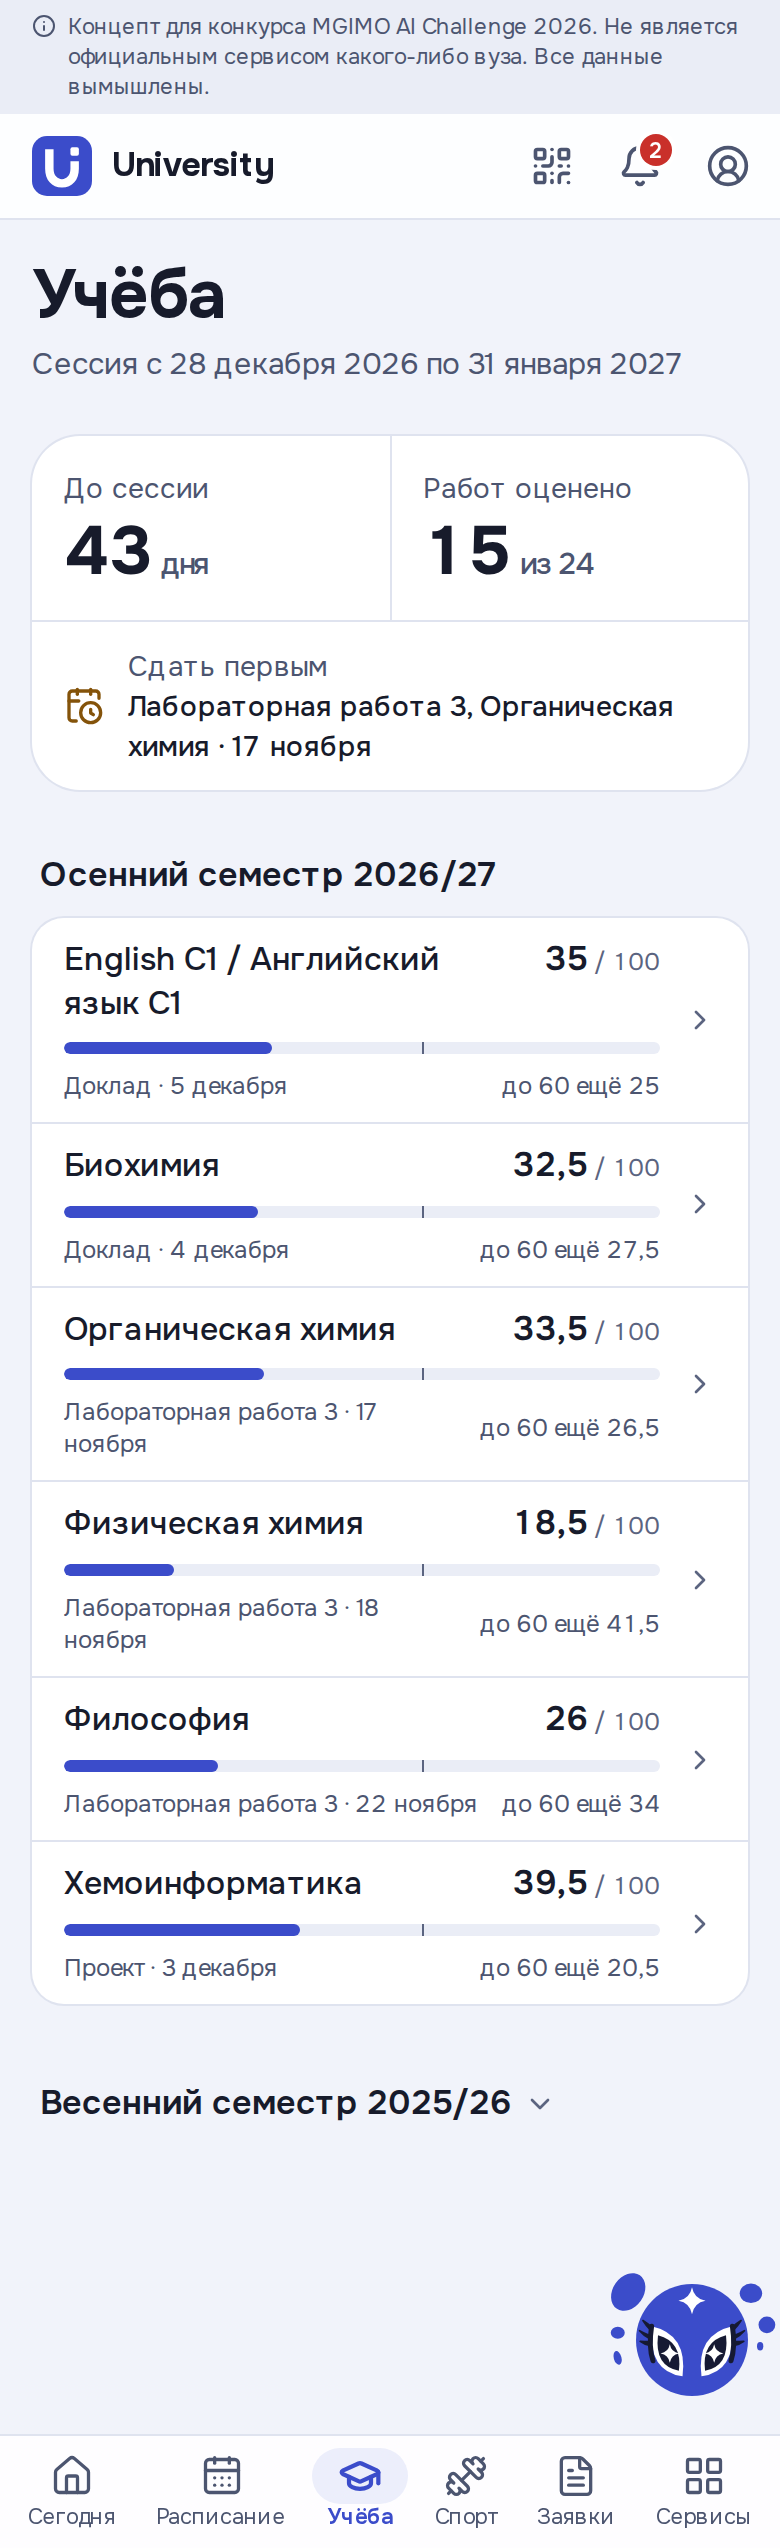 Концепт для конкурса MGIMO AI Challenge 2026. Не является
официальным сервисом какого-либо вуза. Все данные
вымышлены.
University
2
Учёба
Сессия с 28 декабря 2026 по 31 января 2027
До сессии
43 дня
Работ оценено
15 из 24
Сдать первым
Лабораторная работа 3, Органическая
химия · 17 ноября
Осенний семестр 2026/27
English C1 / Английский
язык C1
35 / 100
Доклад · 5 декабря
до 60 ещё 25
Биохимия
32,5 / 100
Доклад · 4 декабря
до 60 ещё 27,5
Органическая химия
33,5 / 100
Лабораторная работа 3 · 17
ноября
до 60 ещё 26,5
Физическая химия
18,5 / 100
Лабораторная работа 3 · 18
ноября
до 60 ещё 41,5
Философия
26 / 100
Лабораторная работа 3 · 22 ноября
до 60 ещё 34
Хемоинформатика
39,5 / 100
Проект · 3 декабря
до 60 ещё 20,5
Весенний семестр 2025/26
Сегодня
Расписание
Учёба
Спорт
Заявки
Сервисы